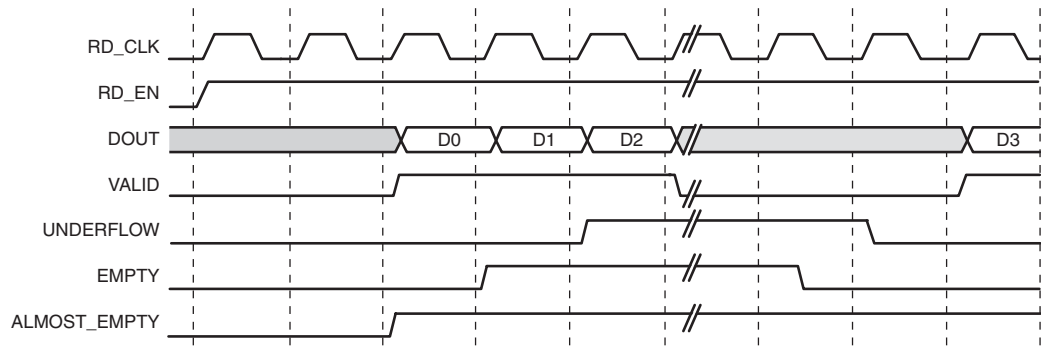 RD_CLK
RD_EN
DOUT D0 D1 D2 D3
VALID
UNDERFLOW
EMPTY
ALMOST_EMPTY